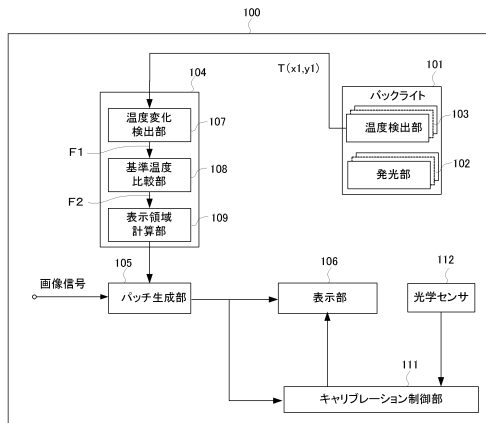 100
T(x1,y1)
101
バックライト
温度検出部
103
発光部
102
104
温度変化
検出部
107
F1
基準温度
比較部
108
F2
表示領域
計算部
109
画像信号
105
パッチ生成部
106
表示部
112
光学センサ
111
キャリブレーション制御部